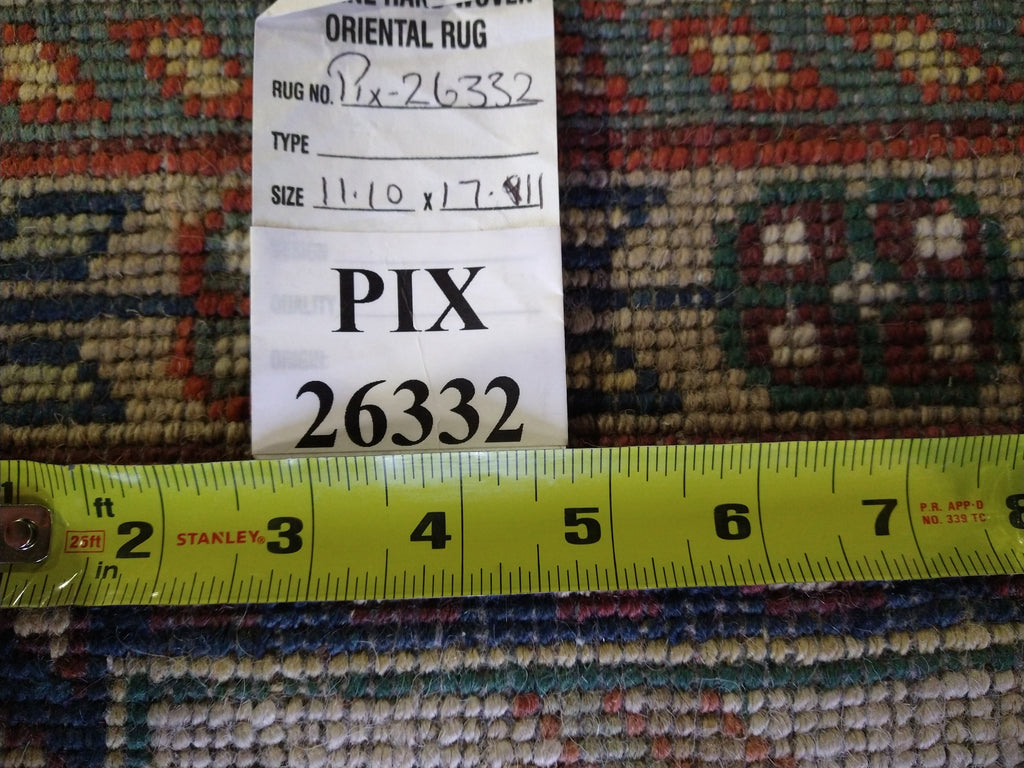 ORIENTAL RUG
RUG NO. Pix-26332
TYPE
SIZE 11.10 x 17.11
PIX
26332
1 ft 2 3 4 5 6 7 8
25ft STANLEY® P.R. APP-D
in NO. 339 TC